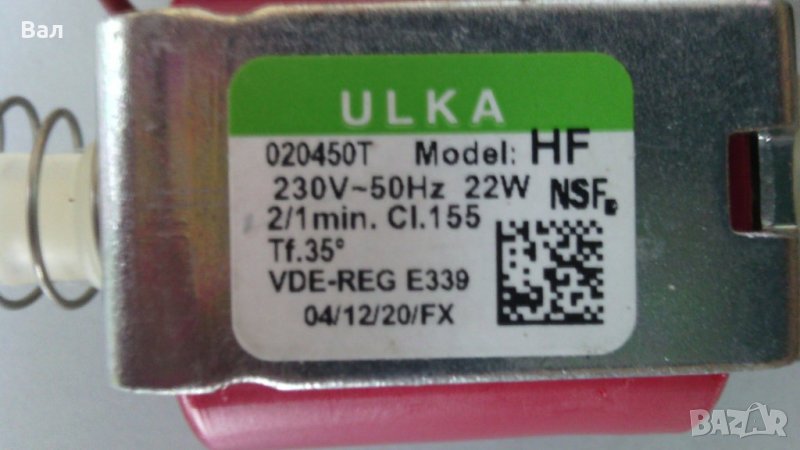 Вал
ULKA
020450T Model: HF
230V~50Hz 22W NSF
2/1min. Cl.155
Tf.35°
VDE-REG E339
04/12/20/FX
BAZAR